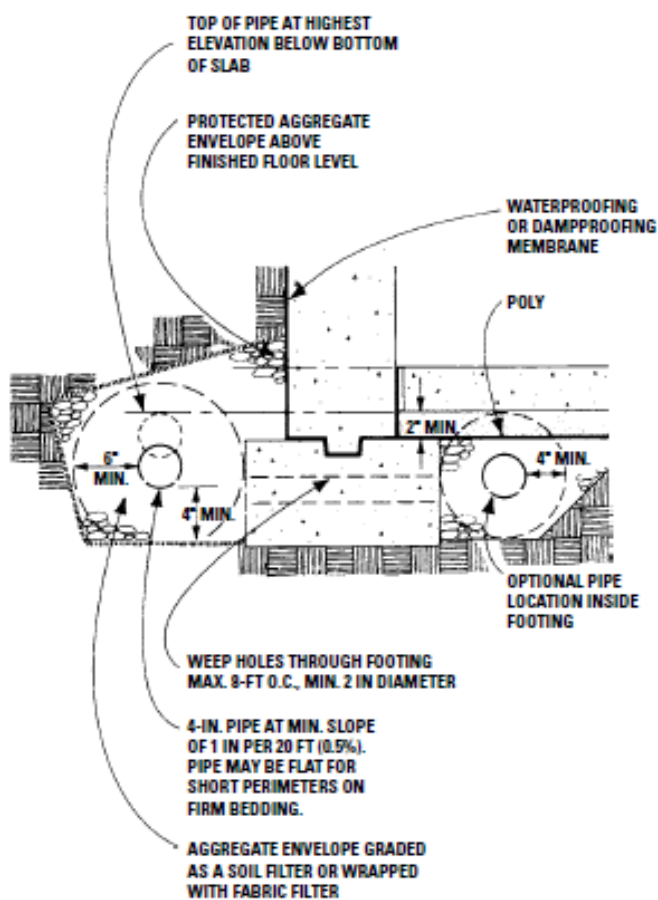 TOP OF PIPE AT HIGHEST
ELEVATION BELOW BOTTOM
OF SLAB
PROTECTED AGGREGATE
ENVELOPE ABOVE
FINISHED FLOOR LEVEL
WATERPROOFING
OR DAMPPROOFING
MEMBRANE
POLY
2" MIN.
6"
MIN.
4" MIN.
4" MIN.
OPTIONAL PIPE
LOCATION INSIDE
FOOTING
WEEP HOLES THROUGH FOOTING
MAX. 8-FT O.C., MIN. 2 IN DIAMETER
4-IN. PIPE AT MIN. SLOPE
OF 1 IN PER 20 FT (0.5%).
PIPE MAY BE FLAT FOR
SHORT PERIMETERS ON
FIRM BEDDING.
AGGREGATE ENVELOPE GRADED
AS A SOIL FILTER OR WRAPPED
WITH FABRIC FILTER